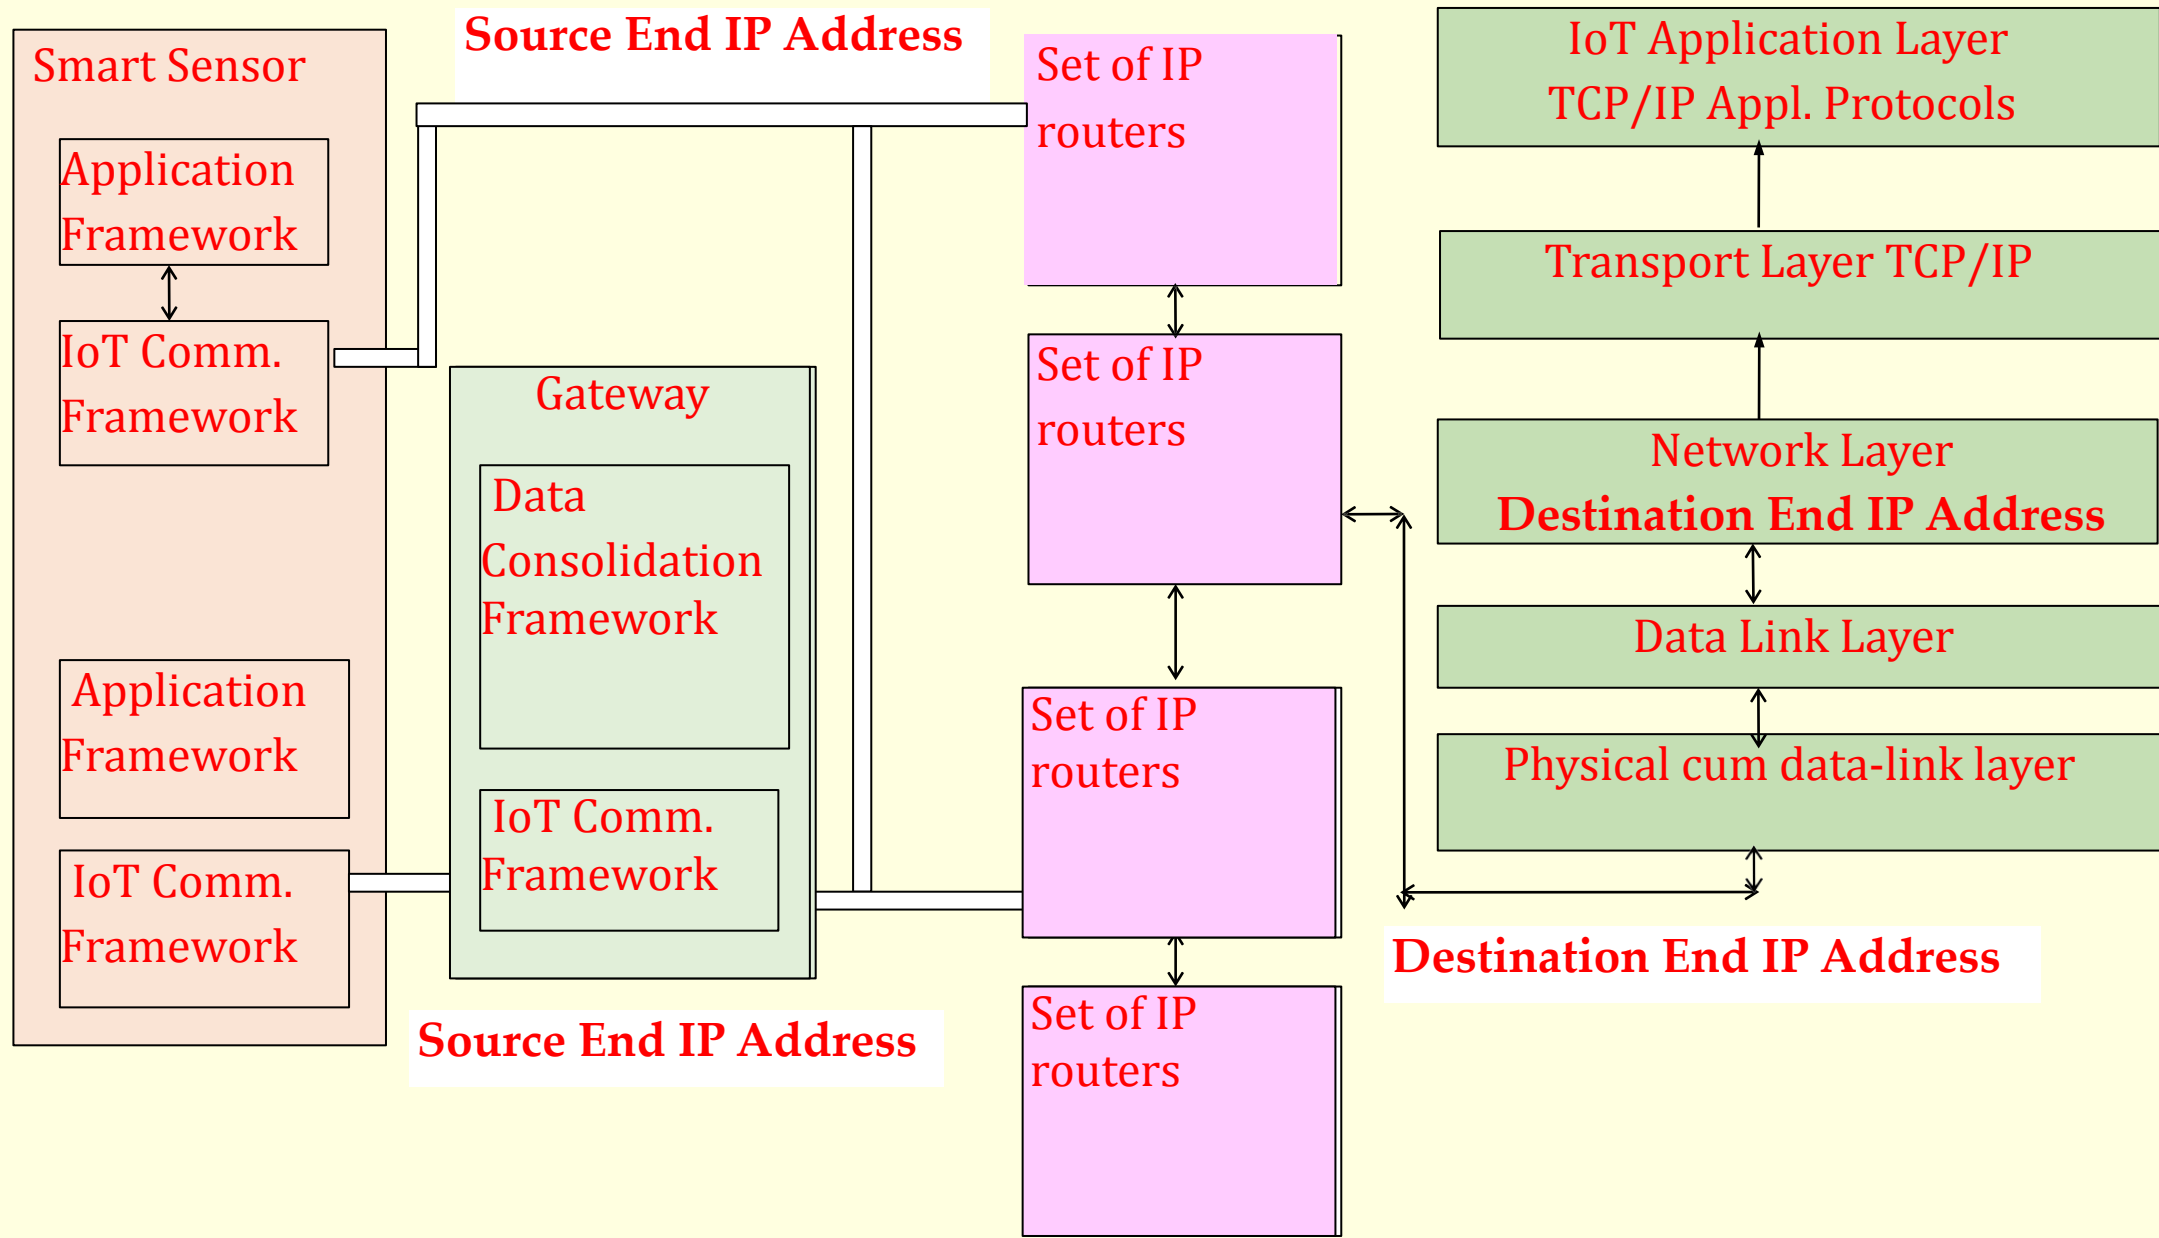 Smart Sensor
Application
Framework
IoT Comm.
Framework
Application
Framework
IoT Comm.
Framework
Source End IP Address
Gateway
Data
Consolidation
Framework
IoT Comm.
Framework
Source End IP Address
Set of IP
routers
Set of IP
routers
Set of IP
routers
Set of IP
routers
IoT Application Layer
TCP/IP Appl. Protocols
Transport Layer TCP/IP
Network Layer
Destination End IP Address
Data Link Layer
Physical cum data-link layer
Destination End IP Address